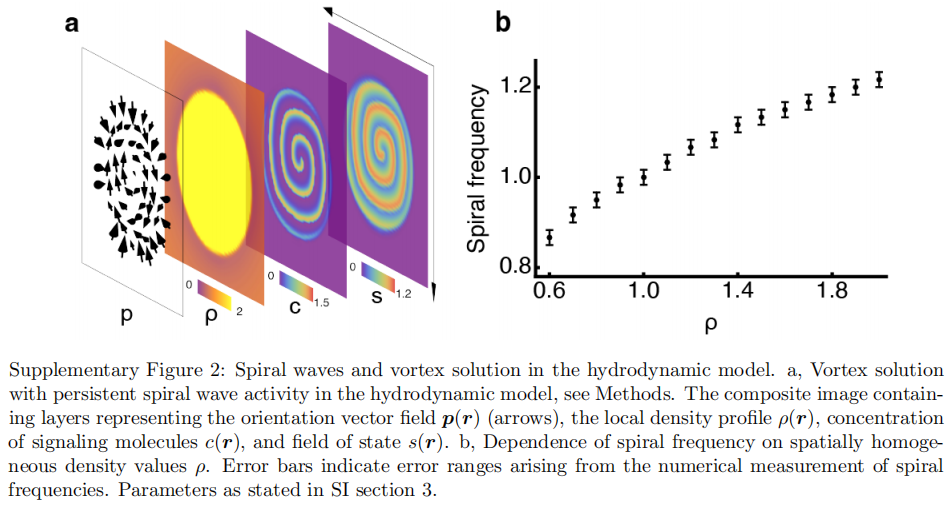 a
p
0
2
ρ
0
1.5
c
0
1.2
s
b
Spiral frequency
1.2
1.0
0.8
0.6
1.0
1.4
1.8
ρ
Supplementary Figure 2: Spiral waves and vortex solution in the hydrodynamic model. a, Vortex solution
with persistent spiral wave activity in the hydrodynamic model, see Methods. The composite image contain-
ing layers representing the orientation vector field p(r) (arrows), the local density profile ρ(r), concentration
of signaling molecules c(r), and field of state s(r). b, Dependence of spiral frequency on spatially homoge-
neous density values ρ. Error bars indicate error ranges arising from the numerical measurement of spiral
frequencies. Parameters as stated in SI section 3.